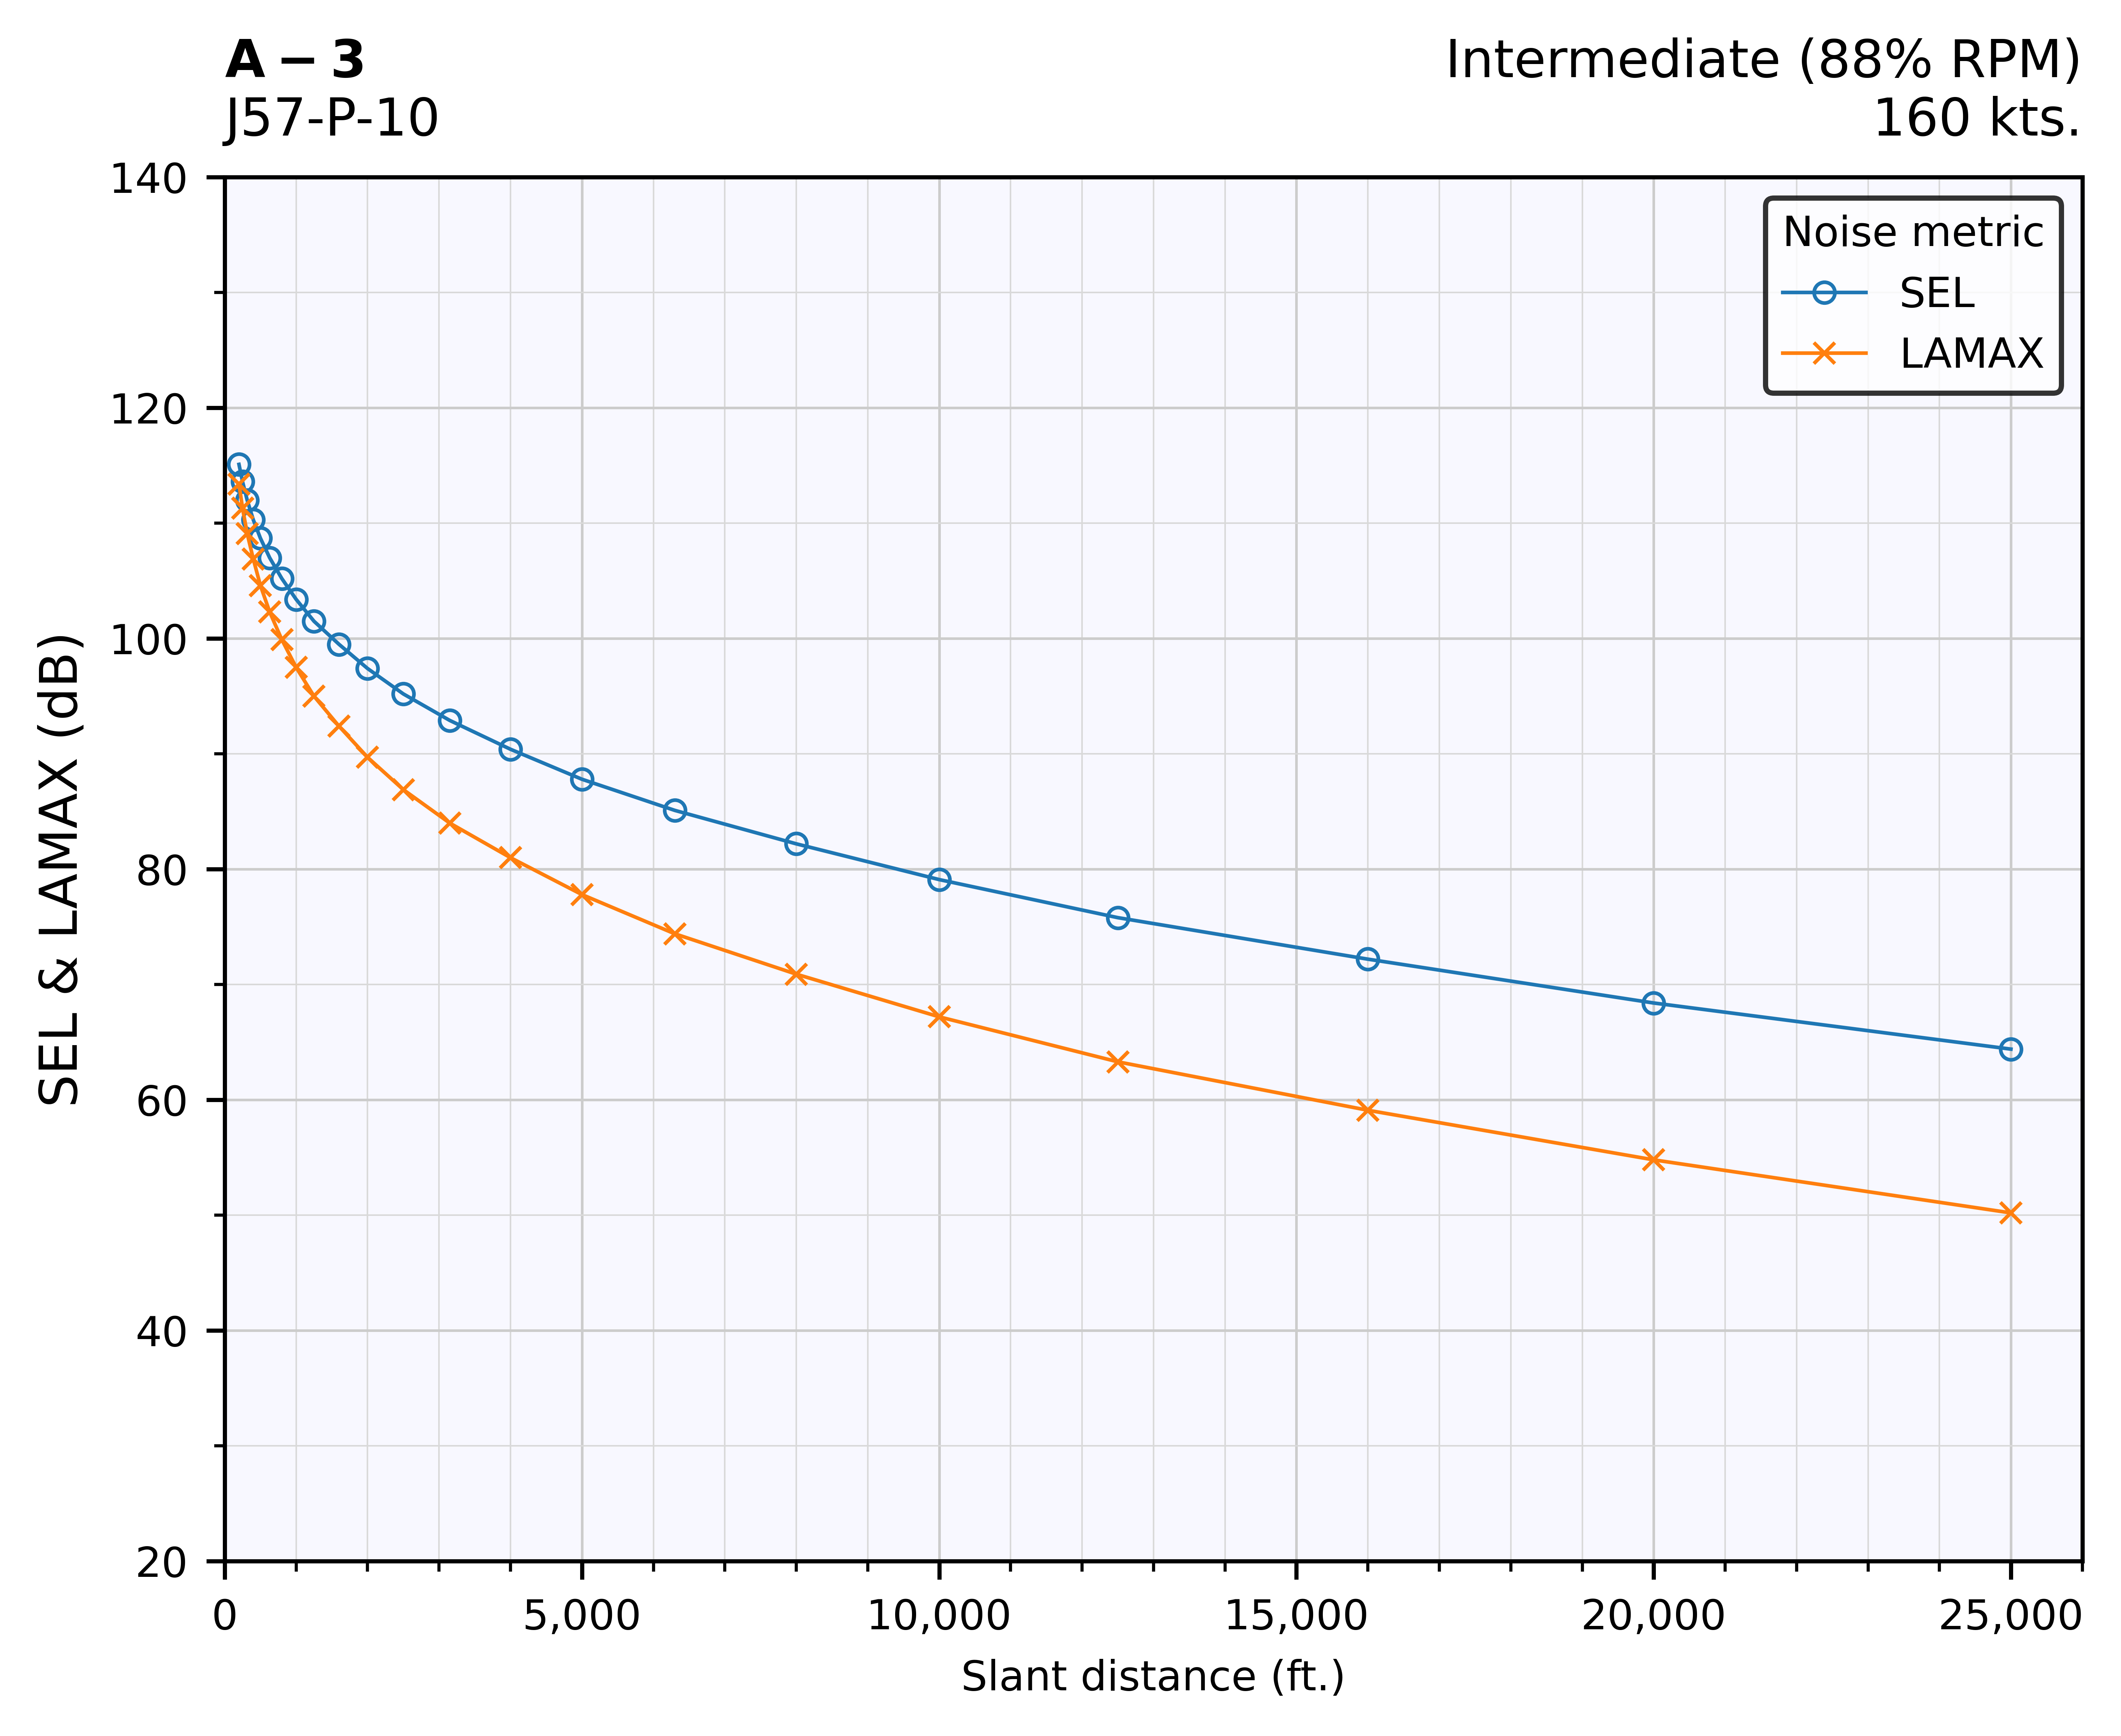 A − 3
J57-P-10
Intermediate (88% RPM)
160 kts.
Noise metric
SEL
LAMAX
SEL & LAMAX (dB)
140
120
100
80
60
40
20
0
5,000
10,000
15,000
20,000
25,000
Slant distance (ft.)